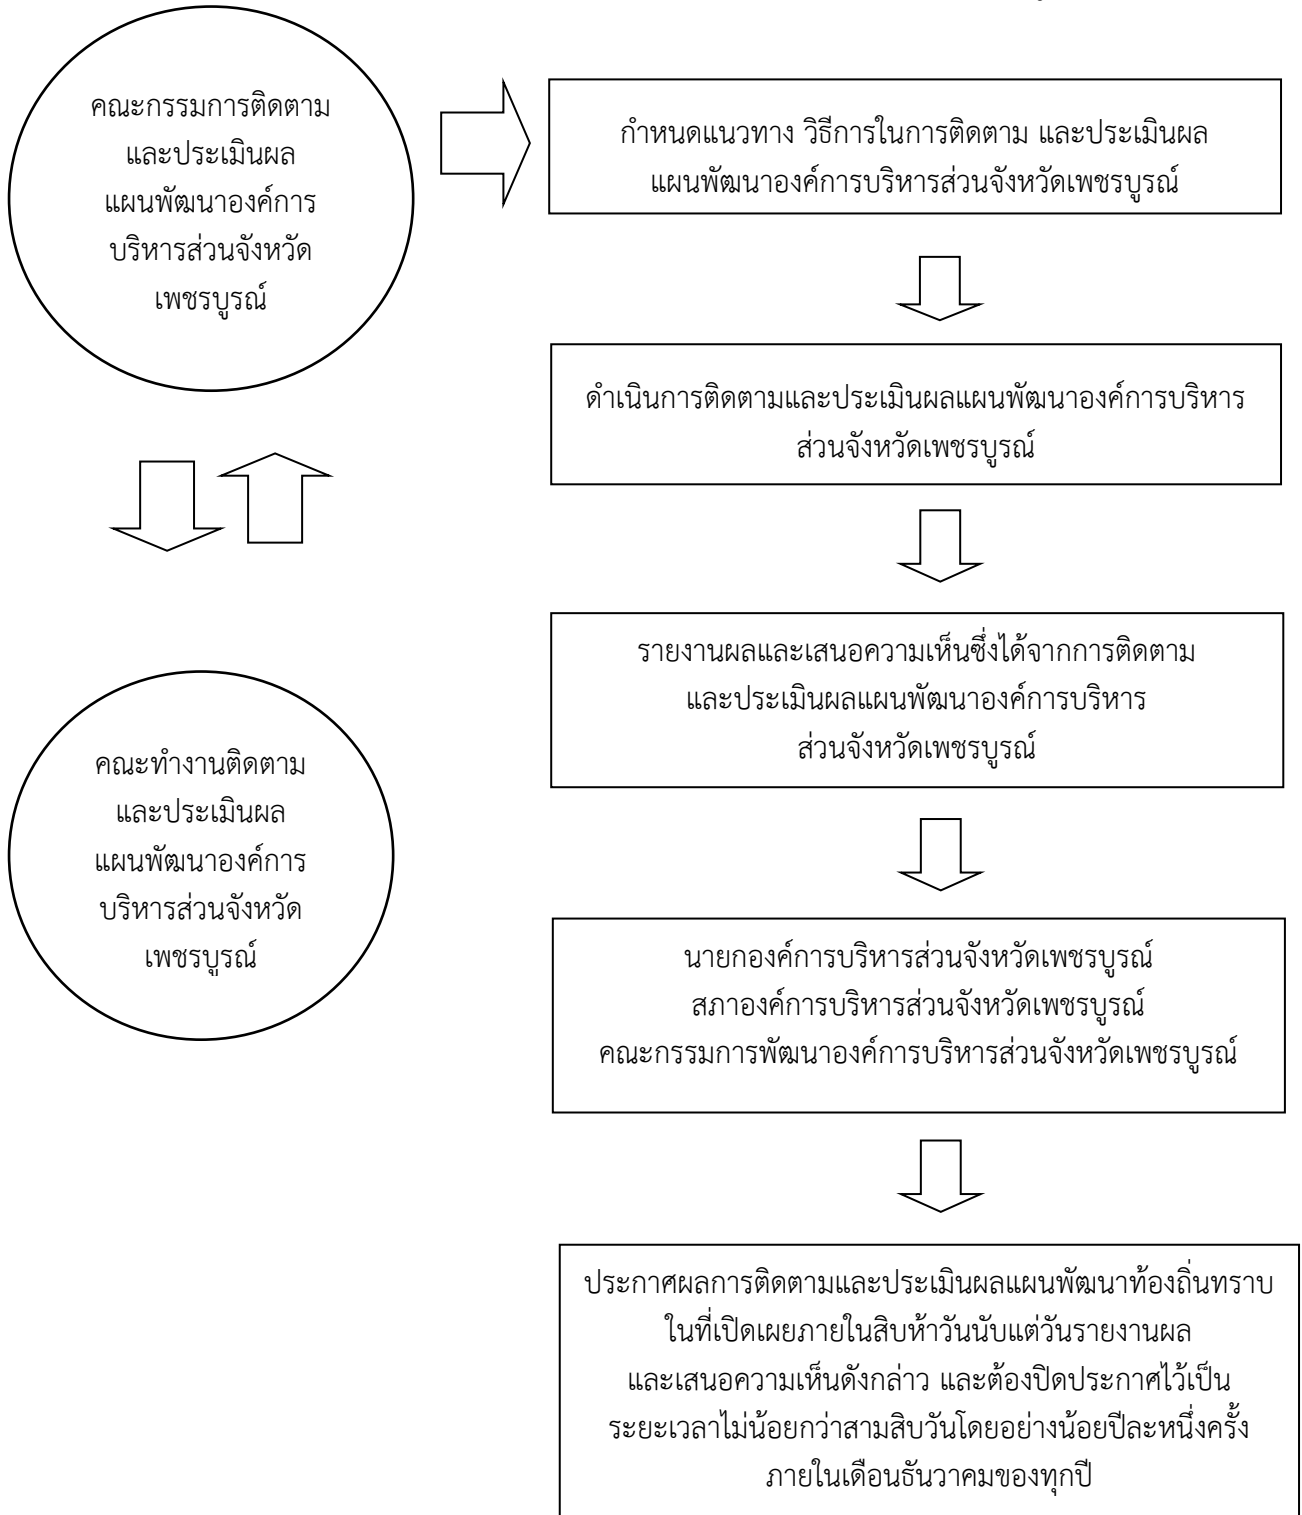 คณะกรรมการติดตาม
และประเมินผล
แผนพัฒนาองค์การ
บริหารส่วนจังหวัด
เพชรบูรณ์
กำหนดแนวทาง วิธีการในการติดตาม และประเมินผล
แผนพัฒนาองค์การบริหารส่วนจังหวัดเพชรบูรณ์
ดำเนินการติดตามและประเมินผลแผนพัฒนาองค์การบริหาร
ส่วนจังหวัดเพชรบูรณ์
รายงานผลและเสนอความเห็นซึ่งได้จากการติดตาม
และประเมินผลแผนพัฒนาองค์การบริหาร
ส่วนจังหวัดเพชรบูรณ์
คณะทำงานติดตาม
และประเมินผล
แผนพัฒนาองค์การ
บริหารส่วนจังหวัด
เพชรบูรณ์
นายกองค์การบริหารส่วนจังหวัดเพชรบูรณ์
สภาองค์การบริหารส่วนจังหวัดเพชรบูรณ์
คณะกรรมการพัฒนาองค์การบริหารส่วนจังหวัดเพชรบูรณ์
ประกาศผลการติดตามและประเมินผลแผนพัฒนาท้องถิ่นทราบ
ในที่เปิดเผยภายในสิบห้าวันนับแต่วันรายงานผล
และเสนอความเห็นดังกล่าว และต้องปิดประกาศไว้เป็น
ระยะเวลาไม่น้อยกว่าสามสิบวันโดยอย่างน้อยปีละหนึ่งครั้ง
ภายในเดือนธันวาคมของทุกปี